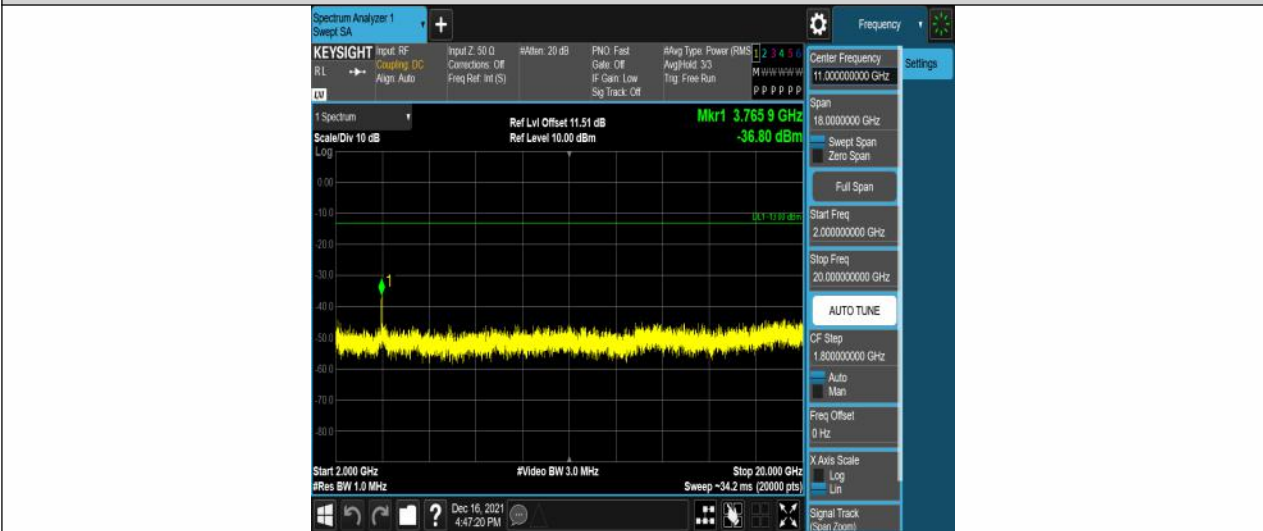 Spectrum Analyzer 1
Swept SA
Frequency
KEYSIGHT
RL
LV
Input: RF
Coupling: DC
Align: Auto
Input Z: 50 Ω
Corrections: Off
Freq Ref: Int (S)
#Atten: 20 dB
PNO: Fast
Gate: Off
IF Gain: Low
Sig Track: Off
#Avg Type: Power (RMS
Avg|Hold: 3/3
Trig: Free Run
1 2 3 4 5 6
M W W W W W
P P P P P P
1 Spectrum
Scale/Div 10 dB
Log
Ref Lvl Offset 11.51 dB
Ref Level 10.00 dBm
Mkr1 3.765 9 GHz
-36.80 dBm
0.00
-10.0
DL1 -13.00 dBm
-20.0
-30.0
1
-40.0
-50.0
-60.0
-70.0
-80.0
Start 2.000 GHz
#Res BW 1.0 MHz
#Video BW 3.0 MHz
Stop 20.000 GHz
Sweep ~34.2 ms (20000 pts)
Dec 16, 2021
4:47:20 PM
Center Frequency
11.000000000 GHz
Settings
Span
18.0000000 GHz
Swept Span
Zero Span
Full Span
Start Freq
2.000000000 GHz
Stop Freq
20.000000000 GHz
AUTO TUNE
CF Step
1.800000000 GHz
Auto
Man
Freq Offset
0 Hz
X Axis Scale
Log
Lin
Signal Track
(Span Zoom)